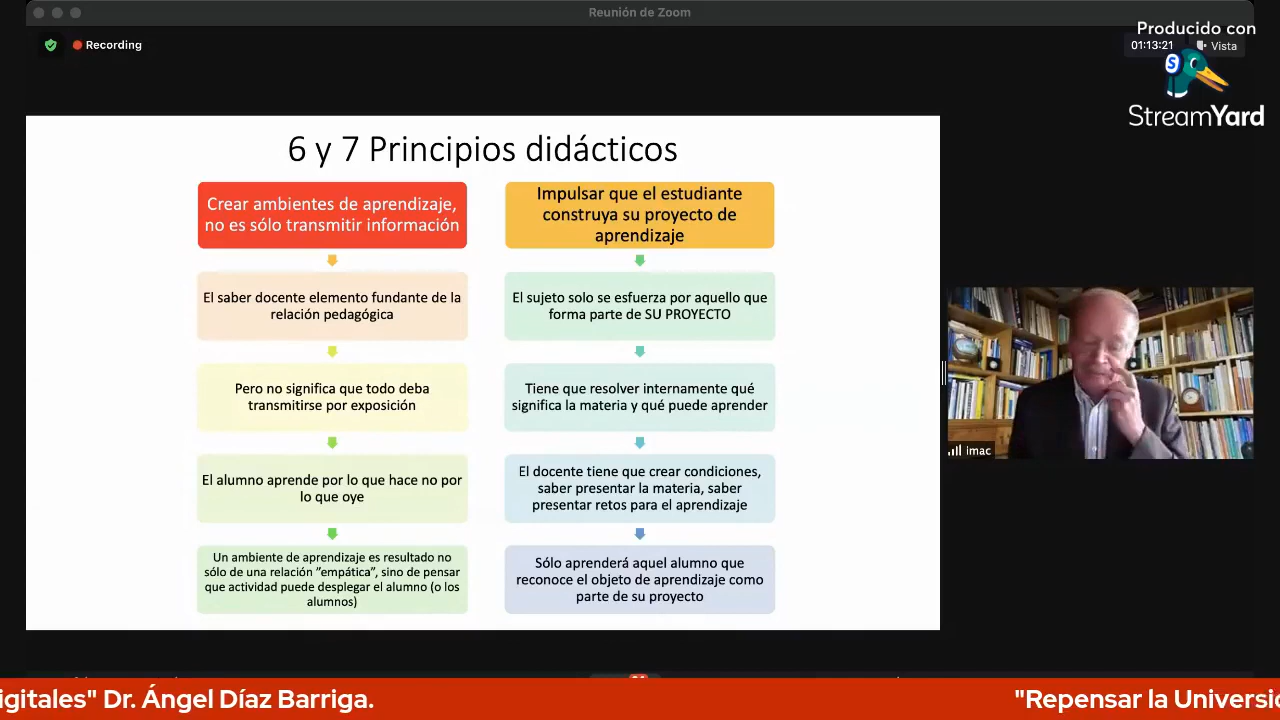 Reunión de Zoom
Recording
Producido con
01:13:21
Vista
S
StreamYard
6 y 7 Principios didácticos
Crear ambientes de aprendizaje,
no es sólo transmitir información
El saber docente elemento fundante de la
relación pedagógica
Pero no significa que todo deba
transmitirse por exposición
El alumno aprende por lo que hace no por
lo que oye
Un ambiente de aprendizaje es resultado no
sólo de una relación ”empática”, sino de pensar
que actividad puede desplegar el alumno (o los
alumnos)
Impulsar que el estudiante
construya su proyecto de
aprendizaje
El sujeto solo se esfuerza por aquello que
forma parte de SU PROYECTO
Tiene que resolver internamente qué
significa la materia y qué puede aprender
El docente tiene que crear condiciones,
saber presentar la materia, saber
presentar retos para el aprendizaje
Sólo aprenderá aquel alumno que
reconoce el objeto de aprendizaje como
parte de su proyecto
imac
igitales" Dr. Ángel Díaz Barriga.
"Repensar la Universi